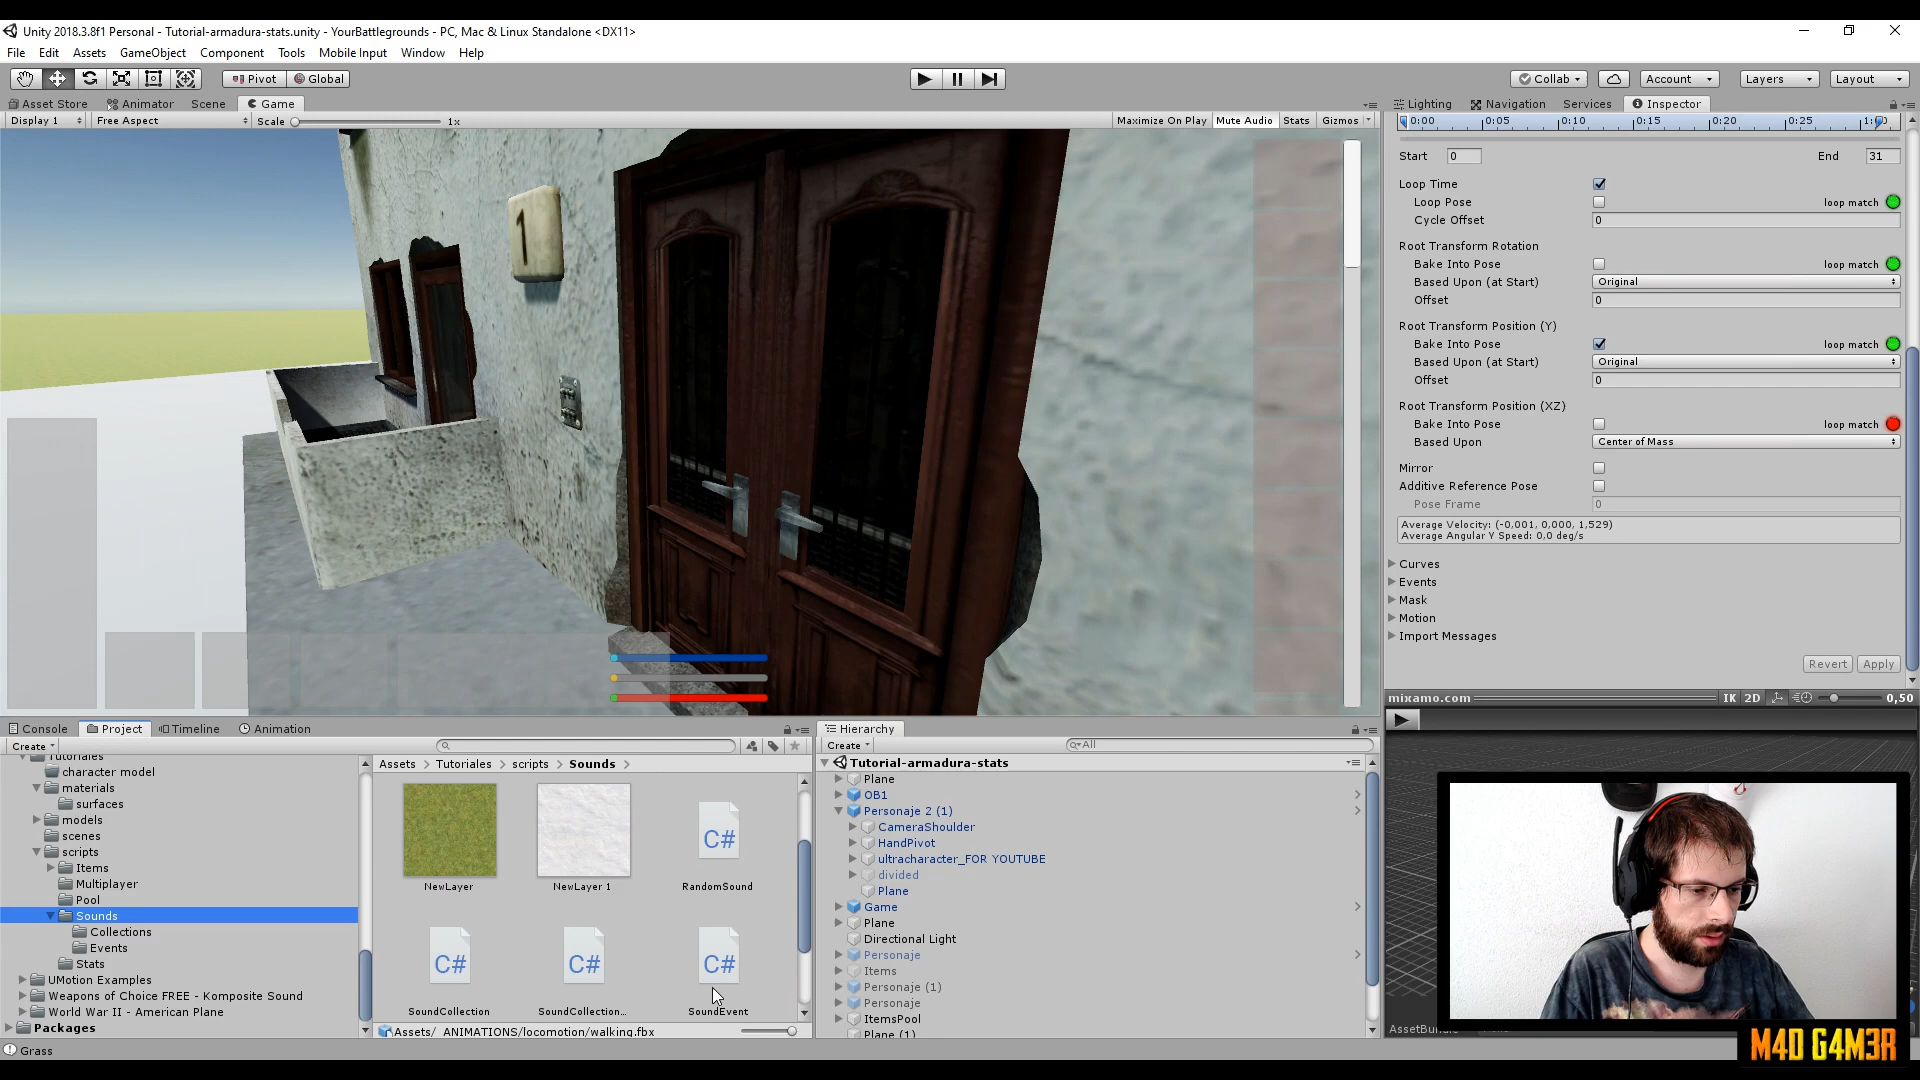 Unity 2018.3.8f1 Personal - Tutorial-armadura-stats.unity - YourBattlegrounds - PC, Mac & Linux Standalone <DX11>
File Edit Assets GameObject Component Tools Mobile Input Window Help
Pivot Global Collab Account Layers Layout
Asset Store Animator Scene Game Lighting Navigation Services Inspector
Display 1 Free Aspect Scale 1x Maximize On Play Mute Audio Stats Gizmos
0:00 0:05 0:10 0:15 0:20 0:25
Start 0 End 31
Loop Time
Loop Pose loop match
Cycle Offset 0
Root Transform Rotation
Bake Into Pose loop match
Based Upon (at Start) Original
Offset 0
Root Transform Position (Y)
Bake Into Pose loop match
Based Upon (at Start) Original
Offset 0
Root Transform Position (XZ)
Bake Into Pose loop match
Based Upon Center of Mass
Mirror
Additive Reference Pose
Pose Frame 0
Average Velocity: (-0,001, 0,000, 1,529)
Average Angular Y Speed: 0,0 deg/s
Curves
Events
Mask
Motion
Import Messages
Revert Apply
mixamo.com IK 2D 0,50
1
Console Project Timeline Animation
Create
Tutoriales
character model
materials
surfaces
models
scenes
scripts
Items
Multiplayer
Pool
Sounds
Collections
Events
Stats
UMotion Examples
Weapons of Choice FREE - Komposite Sound
World War II - American Plane
Packages
Assets > Tutoriales > scripts > Sounds >
NewLayer NewLayer 1 C# RandomSound
C# C# C#
SoundCollection SoundCollection... SoundEvent
Assets/_ANIMATIONS/locomotion/walking.fbx
Grass
Hierarchy
Create All
Tutorial-armadura-stats
Plane
OB1
Personaje 2 (1)
CameraShoulder
HandPivot
ultracharacter_FOR YOUTUBE
divided
Plane
Game
Plane
Directional Light
Personaje
Items
Personaje (1)
Personaje
ItemsPool
Plane (1)
M4D G4M3R